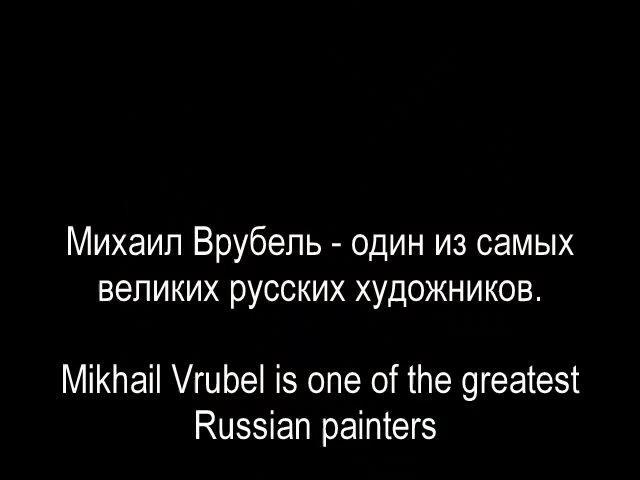 Михаил Врубель - один из самых
великих русских художников.
Mikhail Vrubel is one of the greatest
Russian painters